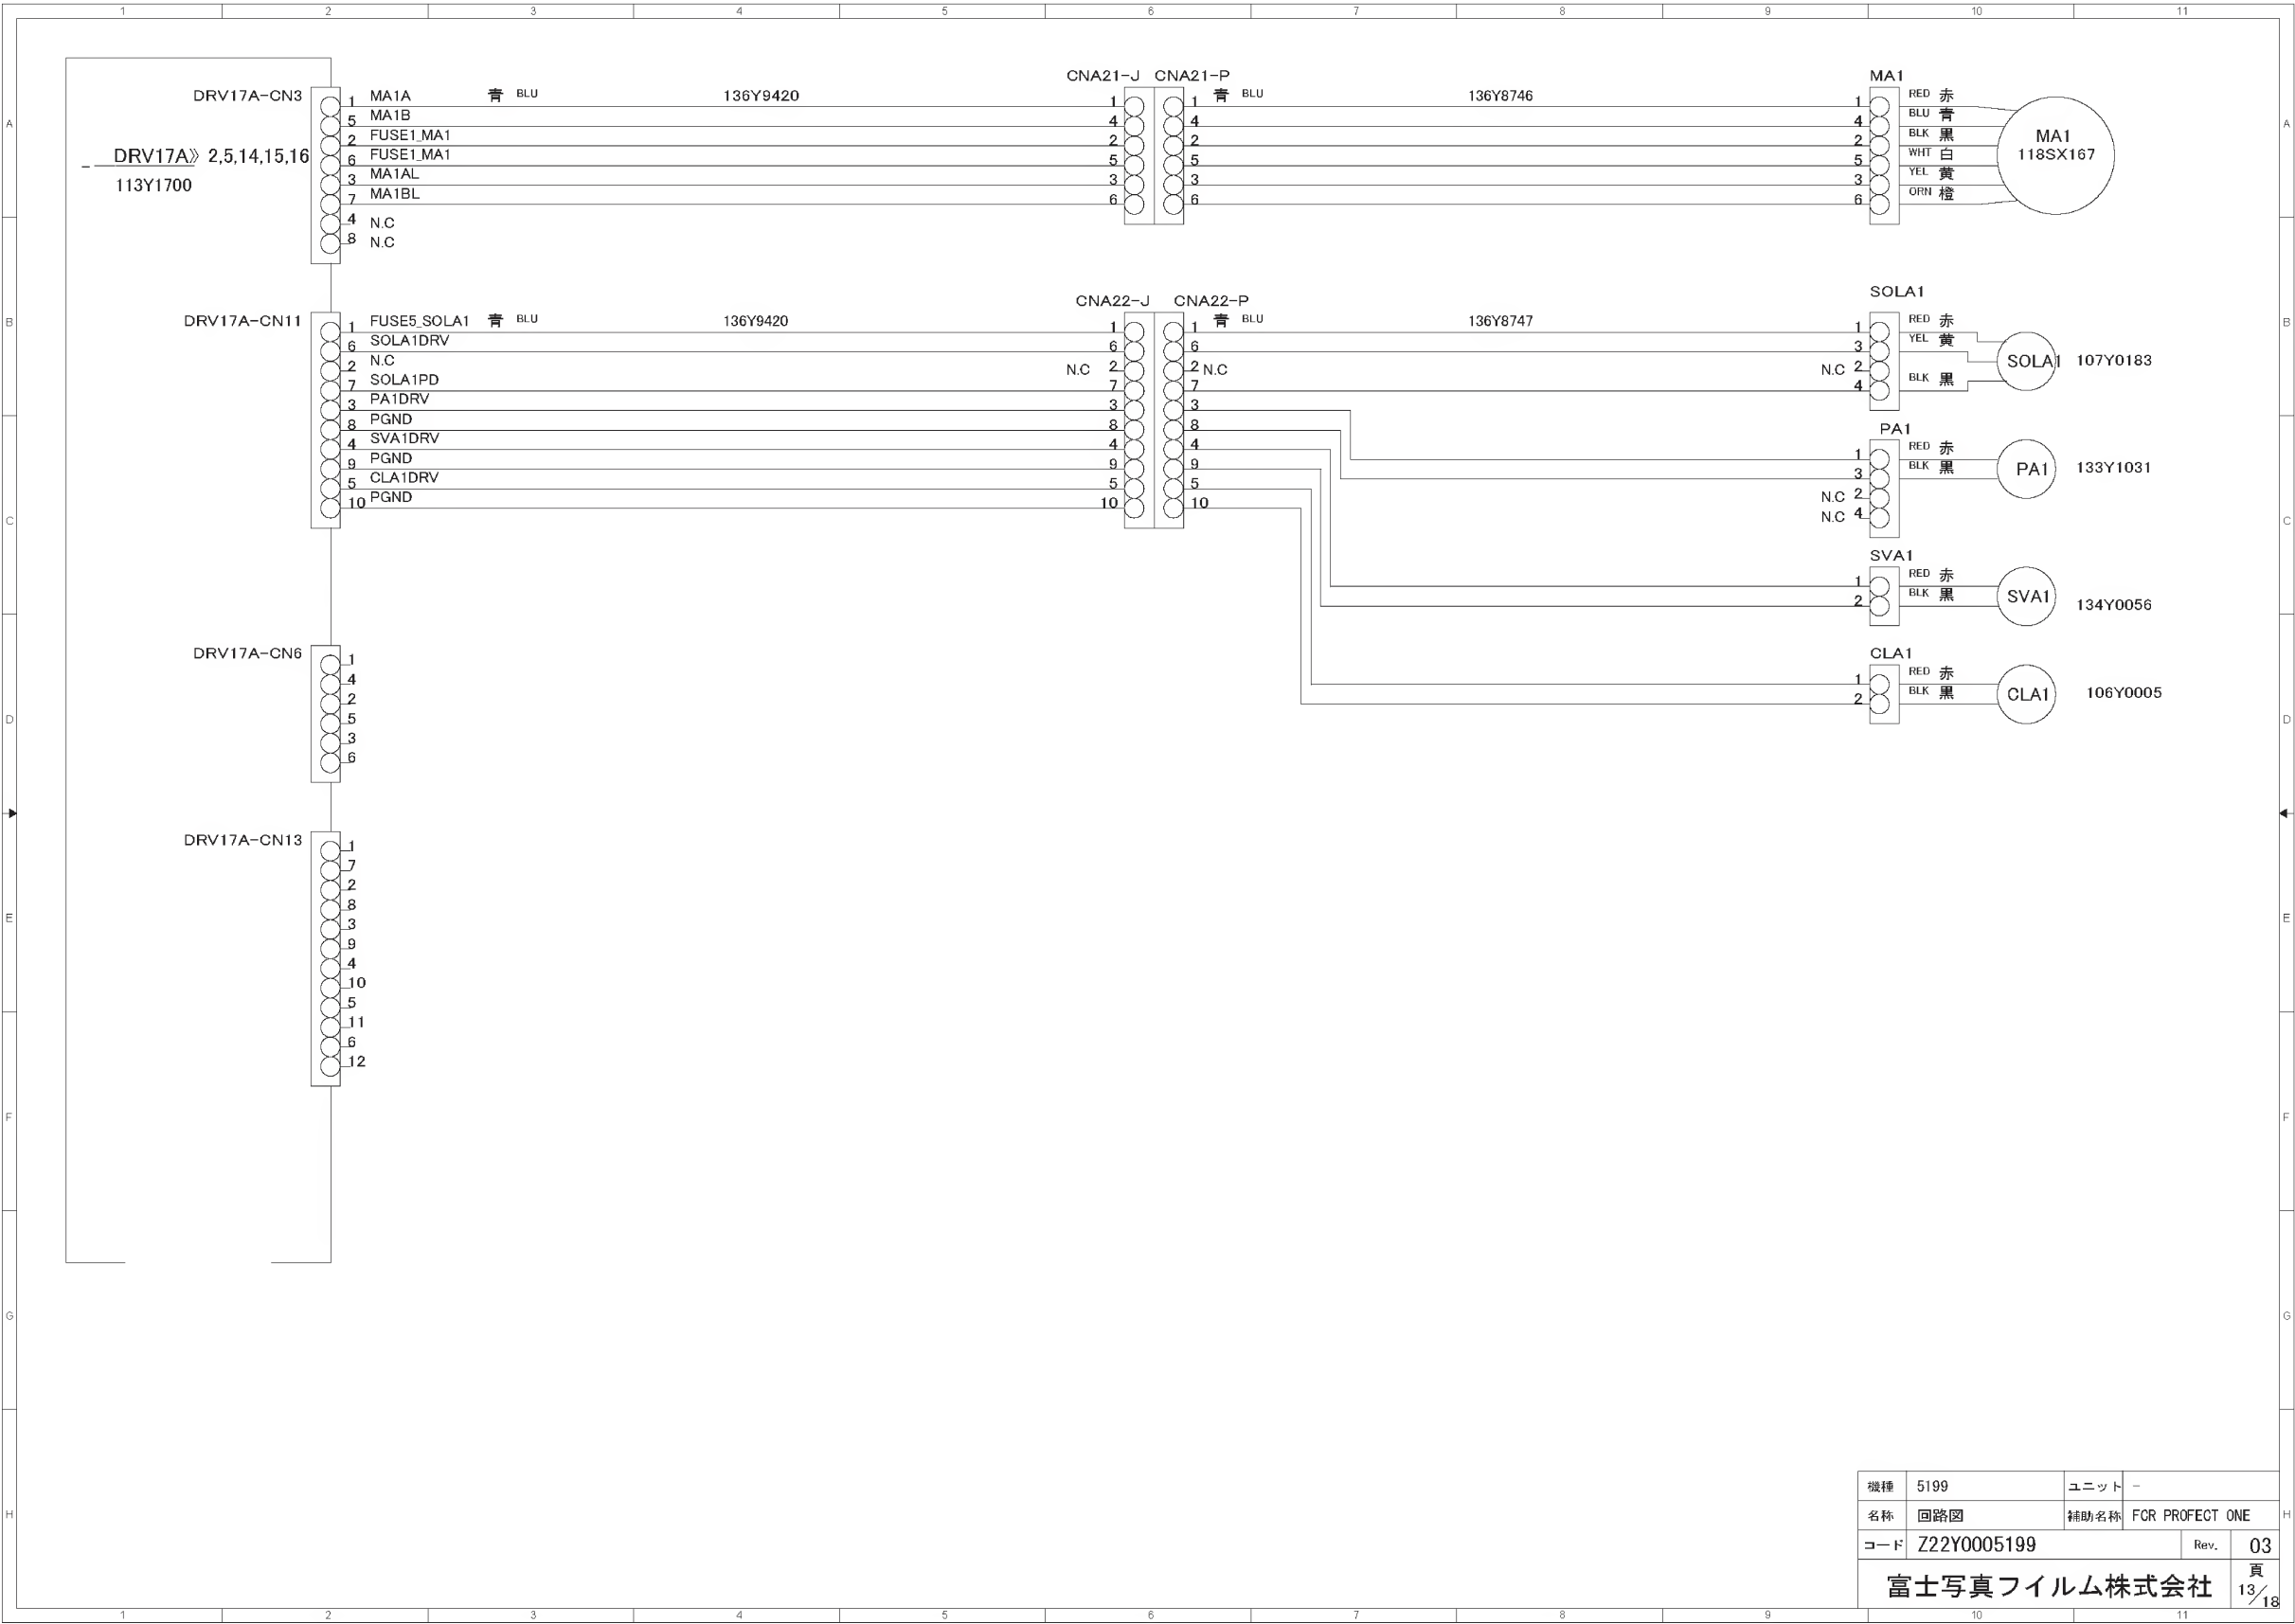 1 2 3 4 5 6 7 8 9 10 11
A
B
C
D
E
F
G
H
DRV17A-CN3
DRV17A》 2,5,14,15,16
113Y1700
1 MA1A 青 BLU 136Y9420
5 MA1B
2 FUSE1_MA1
6 FUSE1_MA1
3 MA1AL
7 MA1BL
4 N.C
8 N.C
CNA21-J CNA21-P
1 1 青 BLU 136Y8746
4 4
2 2
5 5
3 3
6 6
MA1
1 RED 赤
4 BLU 青
2 BLK 黒
5 WHT 白
3 YEL 黄
6 ORN 橙
MA1
118SX167
DRV17A-CN11
1 FUSE5_SOLA1 青 BLU 136Y9420
6 SOLA1DRV
2 N.C
7 SOLA1PD
3 PA1DRV
8 PGND
4 SVA1DRV
9 PGND
5 CLA1DRV
10 PGND
CNA22-J CNA22-P
1 1 青 BLU 136Y8747
6 6
N.C 2 2 N.C
7 7
3 3
8 8
4 4
9 9
5 5
10 10
SOLA1
1 RED 赤
3 YEL 黄
N.C 2
4 BLK 黒
SOLA1 107Y0183
PA1
1 RED 赤
3 BLK 黒
N.C 2
N.C 4
PA1 133Y1031
SVA1
1 RED 赤
2 BLK 黒
SVA1 134Y0056
CLA1
1 RED 赤
2 BLK 黒
CLA1 106Y0005
DRV17A-CN6
1
4
2
5
3
6
DRV17A-CN13
1
7
2
8
3
9
4
10
5
11
6
12
機種 5199 ユニット -
名称 回路図 補助名称 FCR PROFECT ONE
コード Z22Y0005199 Rev. 03
富士写真フイルム株式会社 頁 13/18
A
B
C
D
E
F
G
H
1 2 3 4 5 6 7 8 9 10 11